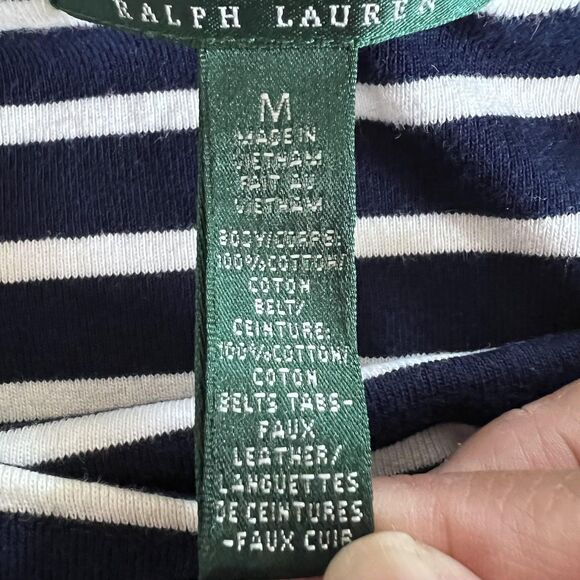 RALPH LAUREN
M
MADE IN
VIETNAM
FAIT AU
VIETNAM
BODY/CORPS:
100%COTTON/
COTON
BELT/
CEINTURE:
100%COTTON/
COTON
BELTS TABS-
FAUX
LEATHER/
LANGUETTES
DE CEINTURES
-FAUX CUIR